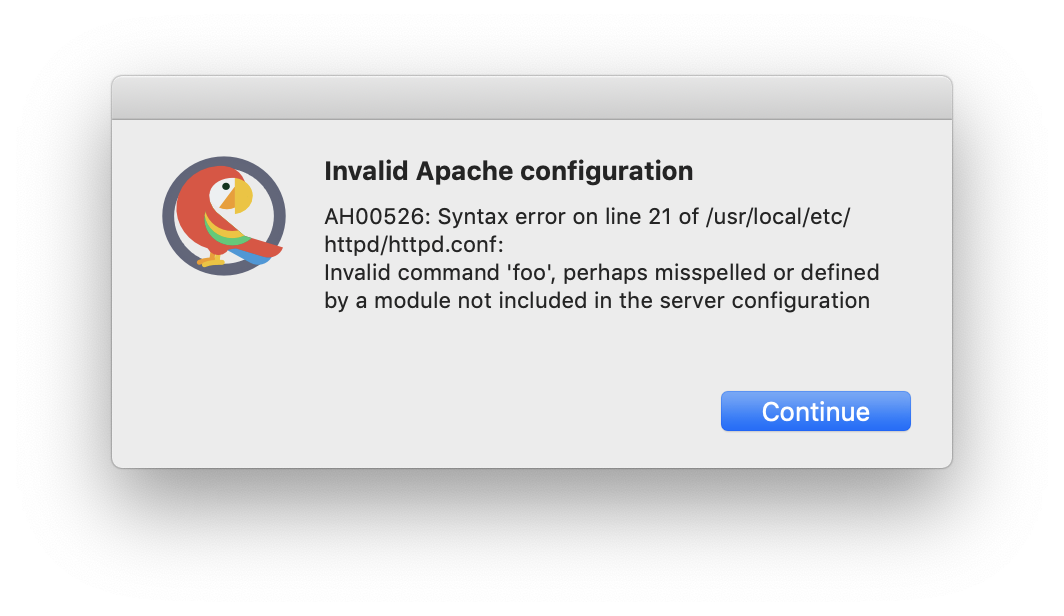 Invalid Apache configuration
AH00526: Syntax error on line 21 of /usr/local/etc/
httpd/httpd.conf:
Invalid command 'foo', perhaps misspelled or defined
by a module not included in the server configuration
Continue